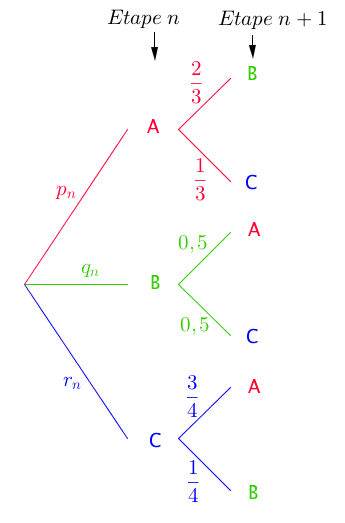 Etape n Etape n + 1
2/3 B
A
1/3 C
p_n
A
0,5
q_n B
0,5 C
3/4 A
r_n
C
1/4 B